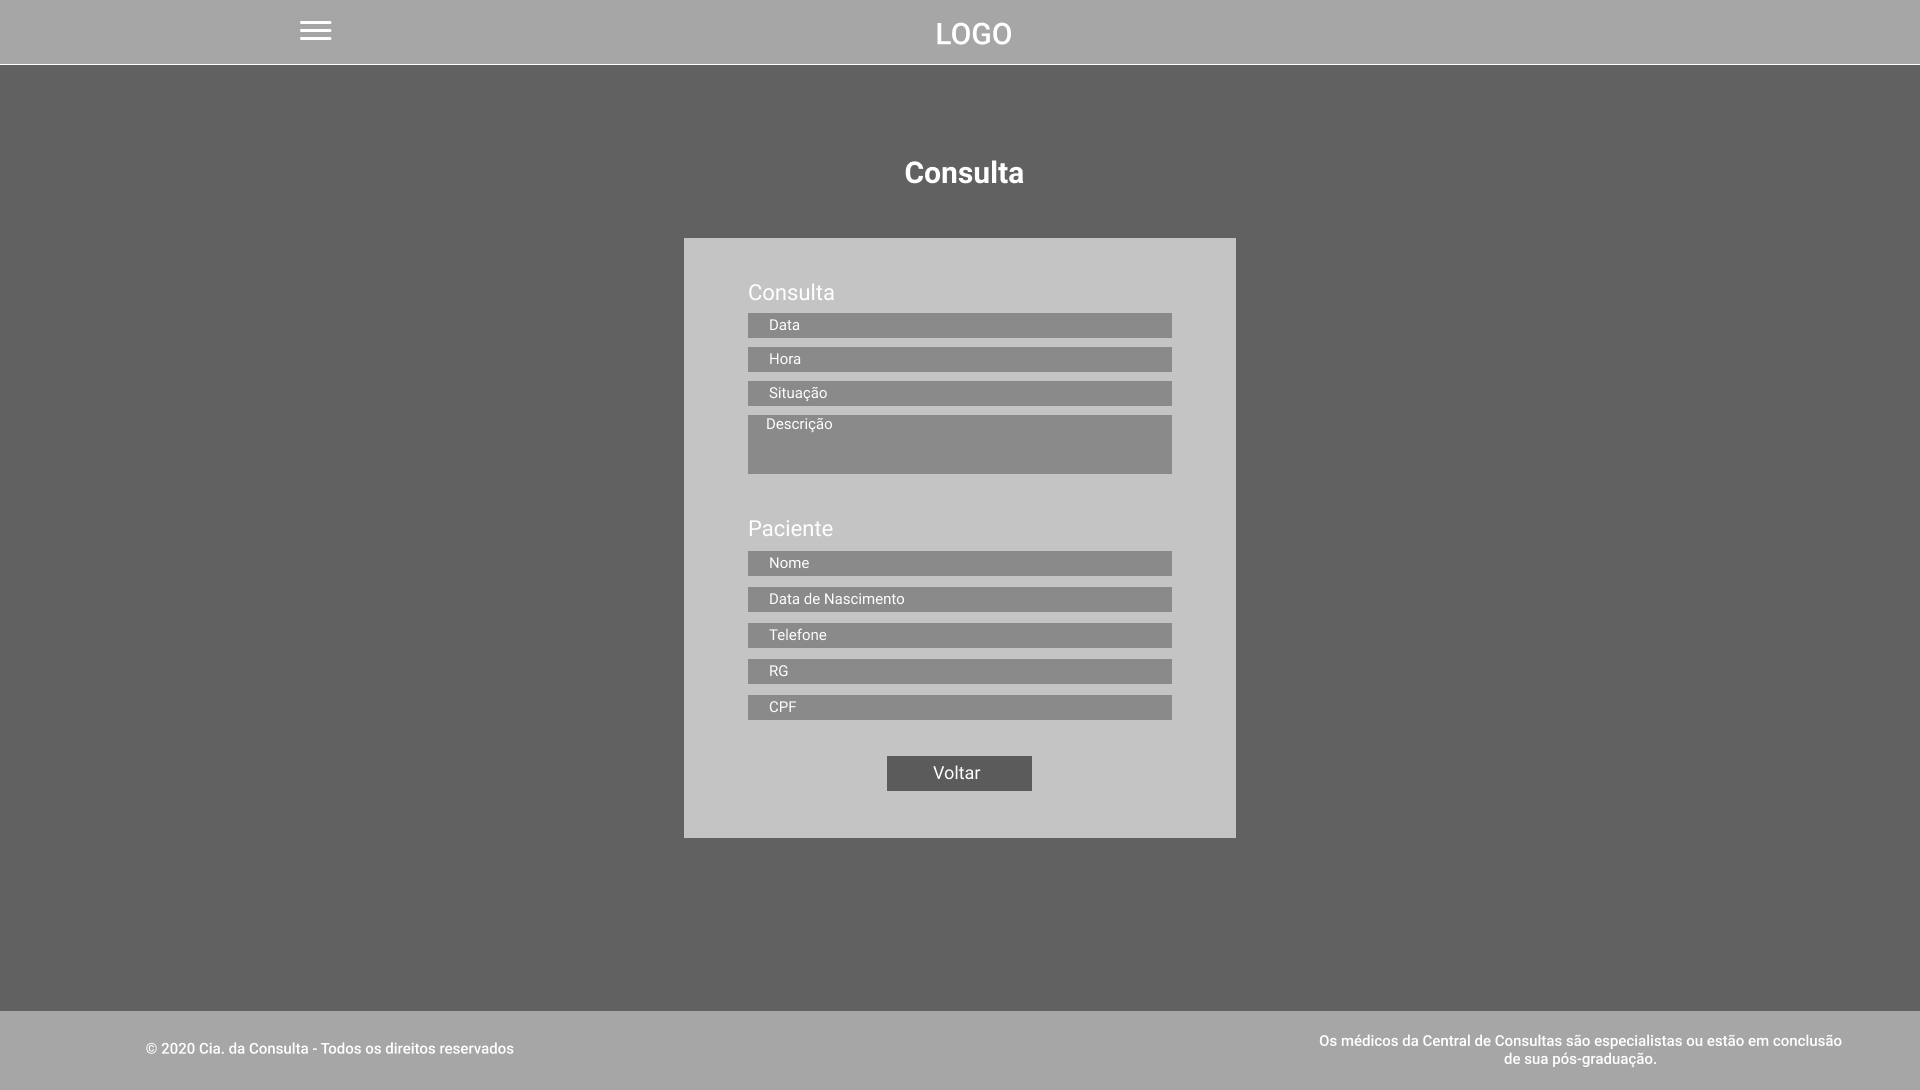 LOGO
Consulta
Consulta
Data
Hora
Situação
Descrição
Paciente
Nome
Data de Nascimento
Telefone
RG
CPF
Voltar
© 2020 Cia. da Consulta - Todos os direitos reservados
Os médicos da Central de Consultas são especialistas ou estão em conclusão
de sua pós-graduação.